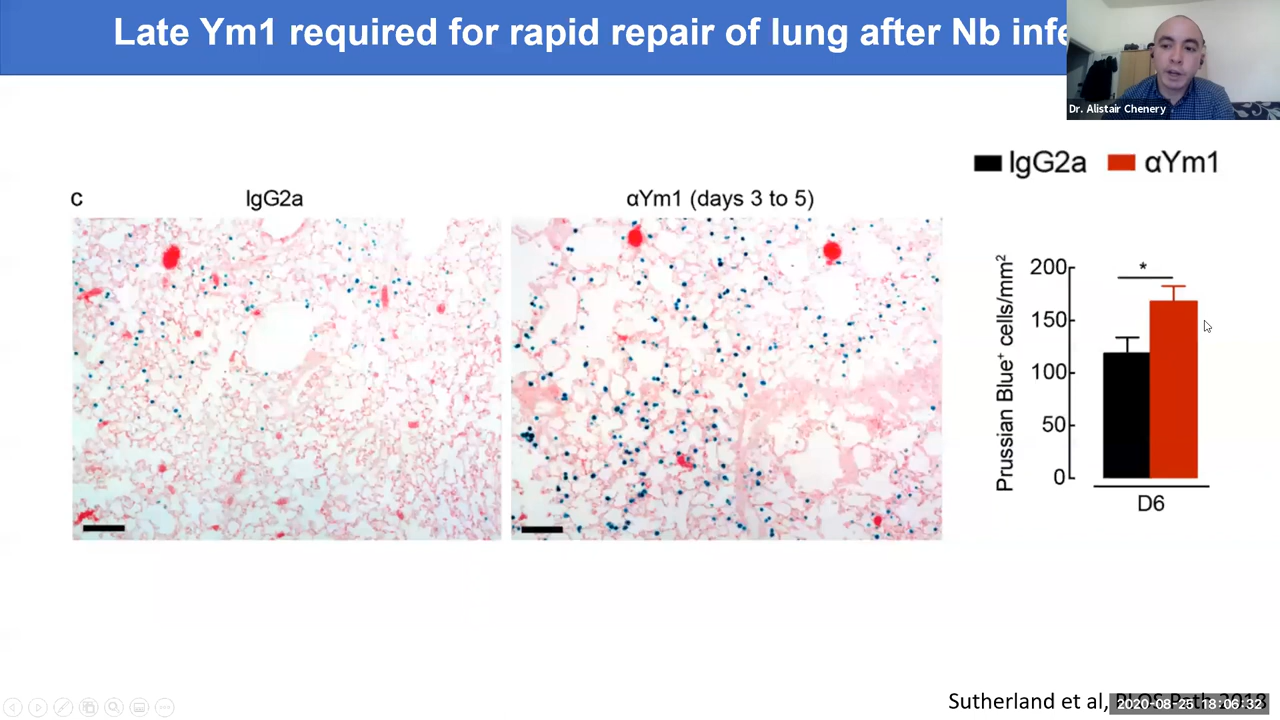 Late Ym1 required for rapid repair of lung after Nb
Dr. Alistair Chenery
IgG2a αYm1
c IgG2a αYm1 (days 3 to 5)
Prussian Blue⁺ cells/mm²
200
*
150
100
50
0
D6
Sutherland et al,
2020-08-25 18:06:32